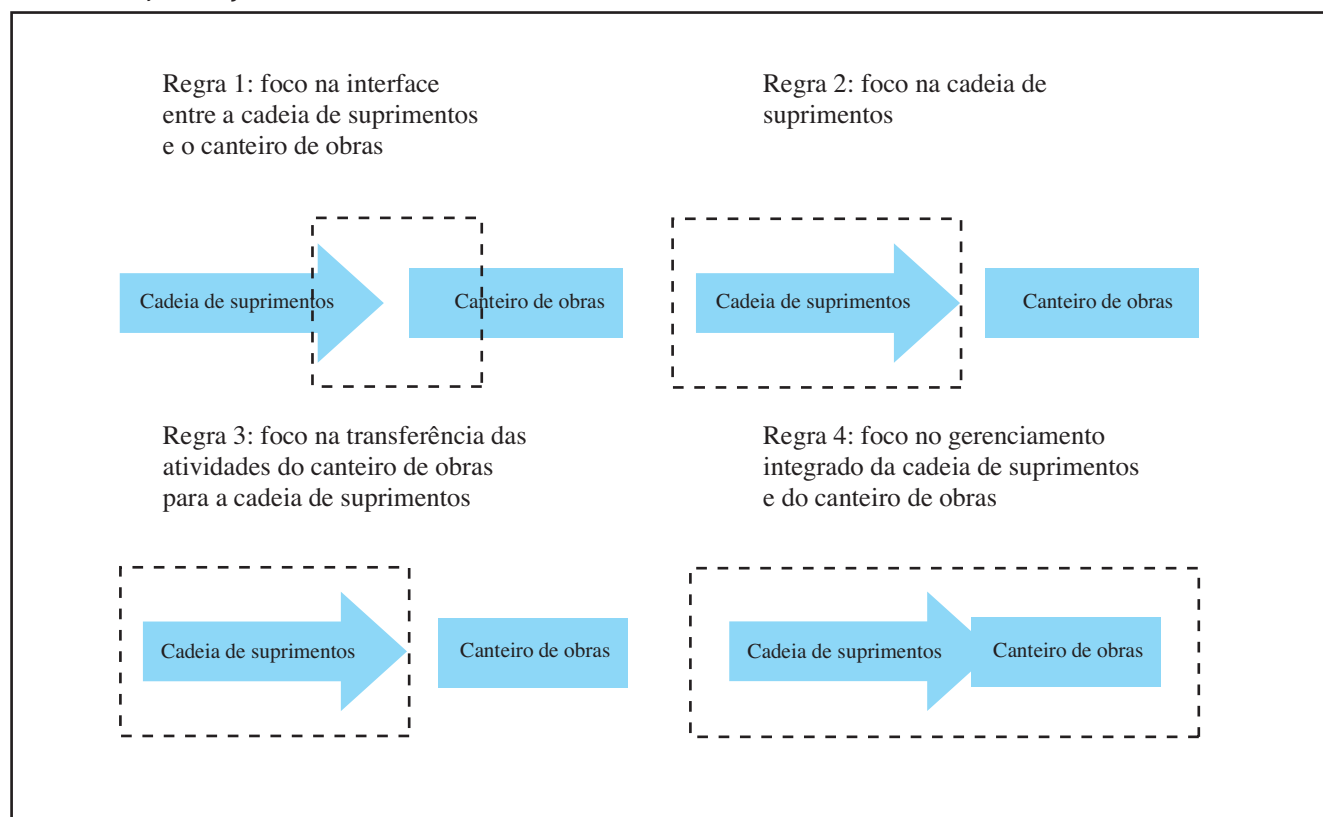 Regra 1: foco na interface
entre a cadeia de suprimentos
e o canteiro de obras
Regra 2: foco na cadeia de
suprimentos
Cadeia de suprimentos
Canteiro de obras
Cadeia de suprimentos
Canteiro de obras
Regra 3: foco na transferência das
atividades do canteiro de obras
para a cadeia de suprimentos
Regra 4: foco no gerenciamento
integrado da cadeia de suprimentos
e do canteiro de obras
Cadeia de suprimentos
Canteiro de obras
Cadeia de suprimentos
Canteiro de obras